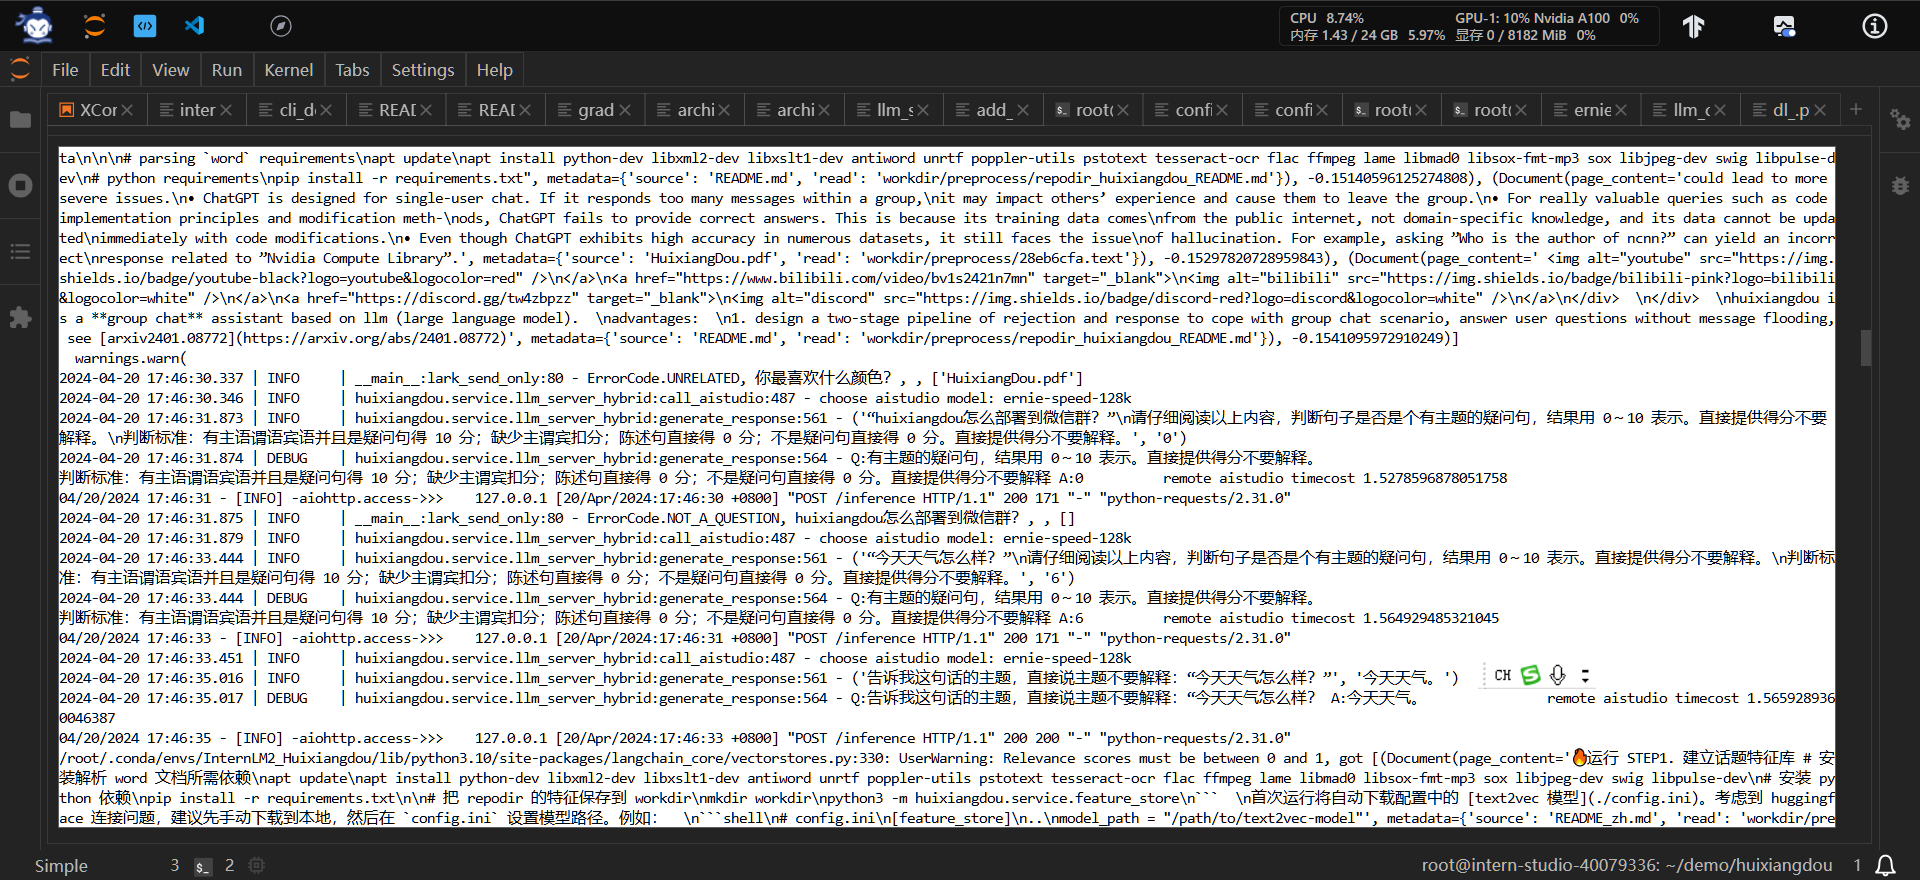 CPU 8.74% GPU-1: 10% Nvidia A100 0%
内存 1.43 / 24 GB 5.97% 显存 0 / 8182 MiB 0%
File Edit View Run Kernel Tabs Settings Help
XCor inter cli_d READ READ grad archi archi llm_s add_ root( confi confi root( root( ernie llm_c dl_.p
ta\n\n\n# parsing `word` requirements\napt update\napt install python-dev libxml2-dev libxslt1-dev antiword unrtf poppler-utils pstotext tesseract-ocr flac ffmpeg lame libmad0 libsox-fmt-mp3 sox libjpeg-dev swig libpulse-d
ev\n# python requirements\npip install -r requirements.txt", metadata={'source': 'README.md', 'read': 'workdir/preprocess/repodir_huixiangdou_README.md'}), -0.15140596125274808), (Document(page_content='could lead to more
severe issues.\n• ChatGPT is designed for single-user chat. If it responds too many messages within a group,\nit may impact others’ experience and cause them to leave the group.\n• For really valuable queries such as code
implementation principles and modification meth-\nods, ChatGPT fails to provide correct answers. This is because its training data comes\nfrom the public internet, not domain-specific knowledge, and its data cannot be upda
ted\nimmediately with code modifications.\n• Even though ChatGPT exhibits high accuracy in numerous datasets, it still faces the issue\nof hallucination. For example, asking ”Who is the author of ncnn?” can yield an incorr
ect\nresponse related to ”Nvidia Compute Library”.', metadata={'source': 'HuixiangDou.pdf', 'read': 'workdir/preprocess/28eb6cfa.text'}), -0.15297820728959843), (Document(page_content=' <img alt="youtube" src="https://img.
shields.io/badge/youtube-black?logo=youtube&logocolor=red" />\n</a>\n<a href="https://www.bilibili.com/video/bv1s2421n7mn" target="_blank">\n<img alt="bilibili" src="https://img.shields.io/badge/bilibili-pink?logo=bilibili
&logocolor=white" />\n</a>\n<a href="https://discord.gg/tw4zbpzz" target="_blank">\n<img alt="discord" src="https://img.shields.io/badge/discord-red?logo=discord&logocolor=white" />\n</a>\n</div>  \n</div>  \nhuixiangdou i
s a **group chat** assistant based on llm (large language model).  \nadvantages:  \n1. design a two-stage pipeline of rejection and response to cope with group chat scenario, answer user questions without message flooding,
 see [arxiv2401.08772](https://arxiv.org/abs/2401.08772)', metadata={'source': 'README.md', 'read': 'workdir/preprocess/repodir_huixiangdou_README.md'}), -0.1541095972910249)]
  warnings.warn(
2024-04-20 17:46:30.337 | INFO     | __main__:lark_send_only:80 - ErrorCode.UNRELATED, 你最喜欢什么颜色？, , ['HuixiangDou.pdf']
2024-04-20 17:46:30.346 | INFO     | huixiangdou.service.llm_server_hybrid:call_aistudio:487 - choose aistudio model: ernie-speed-128k
2024-04-20 17:46:31.873 | INFO     | huixiangdou.service.llm_server_hybrid:generate_response:561 - ('“huixiangdou怎么部署到微信群？”\n请仔细阅读以上内容，判断句子是否是个有主题的疑问句，结果用 0～10 表示。直接提供得分不要
解释。\n判断标准：有主语谓语宾语并且是疑问句得 10 分；缺少主谓宾扣分；陈述句直接得 0 分；不是疑问句直接得 0 分。直接提供得分不要解释。', '0')
2024-04-20 17:46:31.874 | DEBUG    | huixiangdou.service.llm_server_hybrid:generate_response:564 - Q:有主题的疑问句，结果用 0～10 表示。直接提供得分不要解释。
判断标准：有主语谓语宾语并且是疑问句得 10 分；缺少主谓宾扣分；陈述句直接得 0 分；不是疑问句直接得 0 分。直接提供得分不要解释 A:0          remote aistudio timecost 1.5278596878051758
04/20/2024 17:46:31 - [INFO] -aiohttp.access->>>    127.0.0.1 [20/Apr/2024:17:46:30 +0800] "POST /inference HTTP/1.1" 200 171 "-" "python-requests/2.31.0"
2024-04-20 17:46:31.875 | INFO     | __main__:lark_send_only:80 - ErrorCode.NOT_A_QUESTION, huixiangdou怎么部署到微信群？, , []
2024-04-20 17:46:31.879 | INFO     | huixiangdou.service.llm_server_hybrid:call_aistudio:487 - choose aistudio model: ernie-speed-128k
2024-04-20 17:46:33.444 | INFO     | huixiangdou.service.llm_server_hybrid:generate_response:561 - ('“今天天气怎么样？”\n请仔细阅读以上内容，判断句子是否是个有主题的疑问句，结果用 0～10 表示。直接提供得分不要解释。\n判断标
准：有主语谓语宾语并且是疑问句得 10 分；缺少主谓宾扣分；陈述句直接得 0 分；不是疑问句直接得 0 分。直接提供得分不要解释。', '6')
2024-04-20 17:46:33.444 | DEBUG    | huixiangdou.service.llm_server_hybrid:generate_response:564 - Q:有主题的疑问句，结果用 0～10 表示。直接提供得分不要解释。
判断标准：有主语谓语宾语并且是疑问句得 10 分；缺少主谓宾扣分；陈述句直接得 0 分；不是疑问句直接得 0 分。直接提供得分不要解释 A:6          remote aistudio timecost 1.564929485321045
04/20/2024 17:46:33 - [INFO] -aiohttp.access->>>    127.0.0.1 [20/Apr/2024:17:46:31 +0800] "POST /inference HTTP/1.1" 200 171 "-" "python-requests/2.31.0"
2024-04-20 17:46:33.451 | INFO     | huixiangdou.service.llm_server_hybrid:call_aistudio:487 - choose aistudio model: ernie-speed-128k
2024-04-20 17:46:35.016 | INFO     | huixiangdou.service.llm_server_hybrid:generate_response:561 - ('告诉我这句话的主题，直接说主题不要解释：“今天天气怎么样？”', '今天天气。')
CH
2024-04-20 17:46:35.017 | DEBUG    | huixiangdou.service.llm_server_hybrid:generate_response:564 - Q:告诉我这句话的主题，直接说主题不要解释：“今天天气怎么样？ A:今天天气。          remote aistudio timecost 1.565928936
0046387
04/20/2024 17:46:35 - [INFO] -aiohttp.access->>>    127.0.0.1 [20/Apr/2024:17:46:33 +0800] "POST /inference HTTP/1.1" 200 200 "-" "python-requests/2.31.0"
/root/.conda/envs/InternLM2_Huixiangdou/lib/python3.10/site-packages/langchain_core/vectorstores.py:330: UserWarning: Relevance scores must be between 0 and 1, got [(Document(page_content='🔥运行 STEP1. 建立话题特征库 # 安
装解析 word 文档所需依赖\napt update\napt install python-dev libxml2-dev libxslt1-dev antiword unrtf poppler-utils pstotext tesseract-ocr flac ffmpeg lame libmad0 libsox-fmt-mp3 sox libjpeg-dev swig libpulse-dev\n# 安装 py
thon 依赖\npip install -r requirements.txt\n\n# 把 repodir 的特征保存到 workdir\nmkdir workdir\npython3 -m huixiangdou.service.feature_store\n```  \n首次运行将自动下载配置中的 [text2vec 模型](./config.ini)。考虑到 huggingf
ace 连接问题，建议先手动下载到本地，然后在 `config.ini` 设置模型路径。例如：  \n```shell\n# config.ini\n[feature_store]\n..\nmodel_path = "/path/to/text2vec-model"', metadata={'source': 'README_zh.md', 'read': 'workdir/pre
Simple 3 2 root@intern-studio-40079336: ~/demo/huixiangdou 1